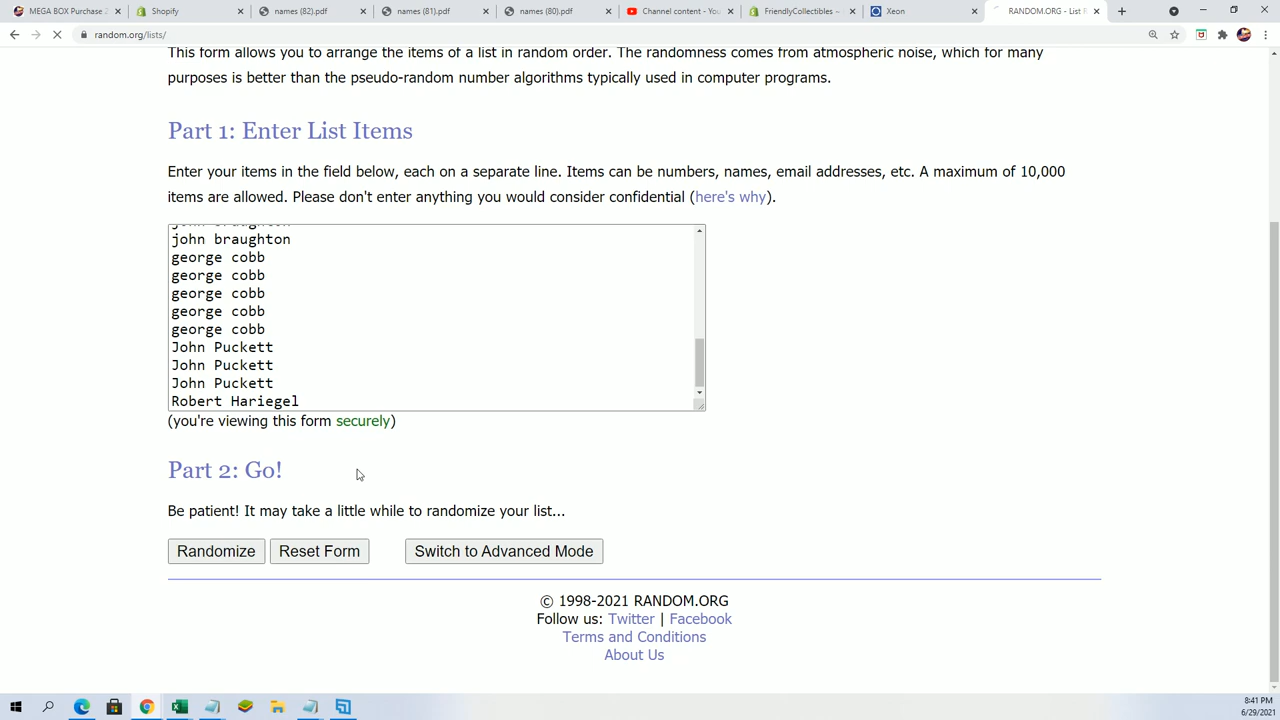 MEGA BOX Purchase
Shopify
names (82).pdf
names (81).pdf
names (80).pdf
Channel content - You
FriendlyCollectibles ~
Xeon
RANDOM.ORG - List R
random.org/lists/
This form allows you to arrange the items of a list in random order. The randomness comes from atmospheric noise, which for many
purposes is better than the pseudo-random number algorithms typically used in computer programs.
Part 1: Enter List Items
Enter your items in the field below, each on a separate line. Items can be numbers, names, email addresses, etc. A maximum of 10,000
items are allowed. Please don't enter anything you would consider confidential (here's why).
john braughton
john braughton
george cobb
george cobb
george cobb
george cobb
george cobb
John Puckett
John Puckett
John Puckett
Robert Hariegel
(you're viewing this form securely)
Part 2: Go!
Be patient! It may take a little while to randomize your list...
Randomize
Reset Form
Switch to Advanced Mode
© 1998-2021 RANDOM.ORG
Follow us: Twitter | Facebook
Terms and Conditions
About Us
8:41 PM
6/29/2021